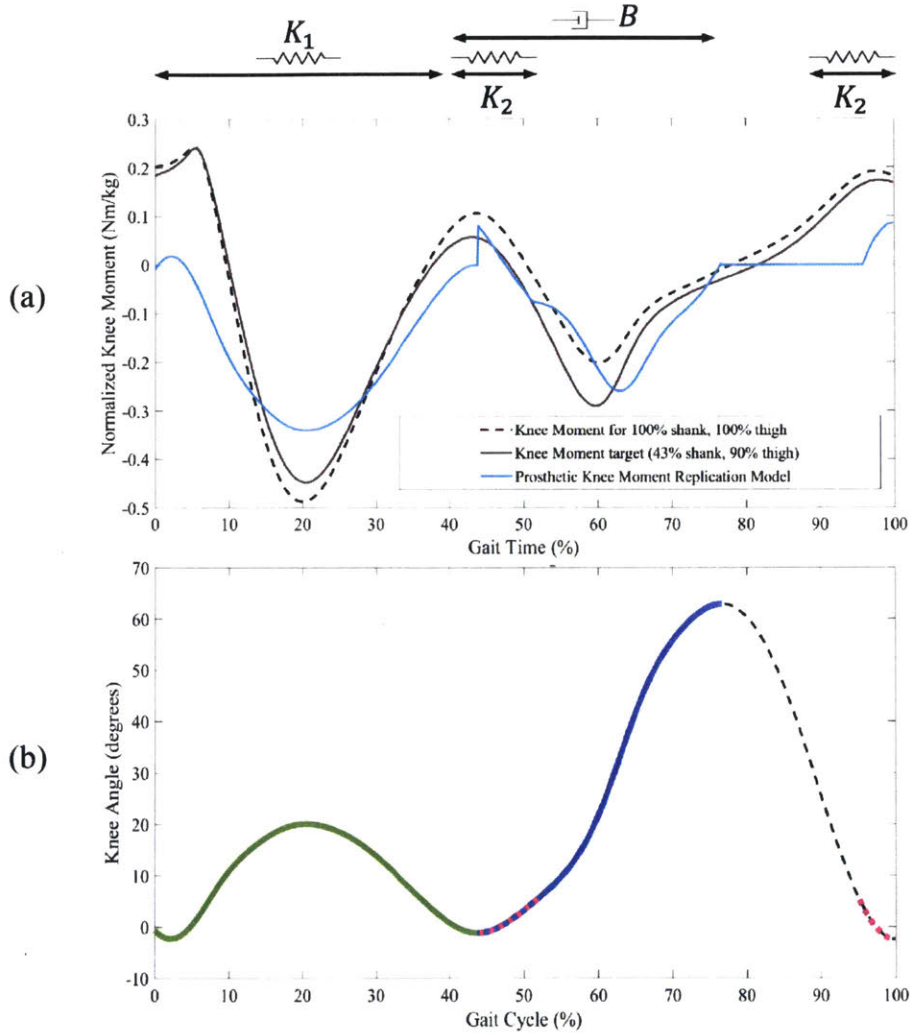 K₁
B
K₂
K₂
(a)
Normalized Knee Moment (Nm/kg)
0.3
0.2
0.1
0
-0.1
-0.2
-0.3
-0.4
-0.5
0 10 20 30 40 50 60 70 80 90 100
Gait Time (%)
Knee Moment for 100% shank, 100% thigh
Knee Moment target (43% shank, 90% thigh)
Prosthetic Knee Moment Replication Model
(b)
Knee Angle (degrees)
70
60
50
40
30
20
10
0
-10
0 10 20 30 40 50 60 70 80 90 100
Gait Cycle (%)